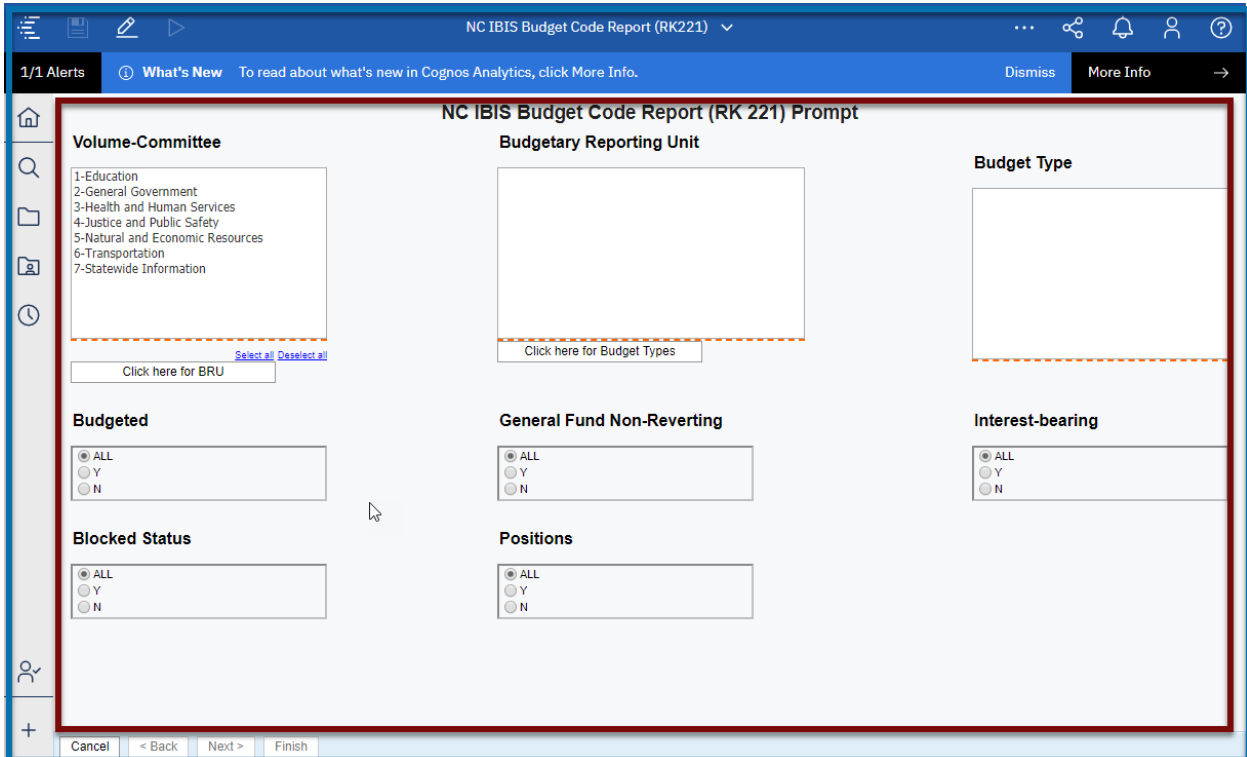 NC IBIS Budget Code Report (RK221)
1/1 Alerts
What's New To read about what's new in Cognos Analytics, click More Info.
Dismiss
More Info
NC IBIS Budget Code Report (RK 221) Prompt
Volume-Committee
1-Education
2-General Government
3-Health and Human Services
4-Justice and Public Safety
5-Natural and Economic Resources
6-Transportation
7-Statewide Information
Select all Deselect all
Click here for BRU
Budgetary Reporting Unit
Click here for Budget Types
Budget Type
Budgeted
ALL
Y
N
General Fund Non-Reverting
ALL
Y
N
Interest-bearing
ALL
Y
N
Blocked Status
ALL
Y
N
Positions
ALL
Y
N
Cancel
< Back
Next >
Finish